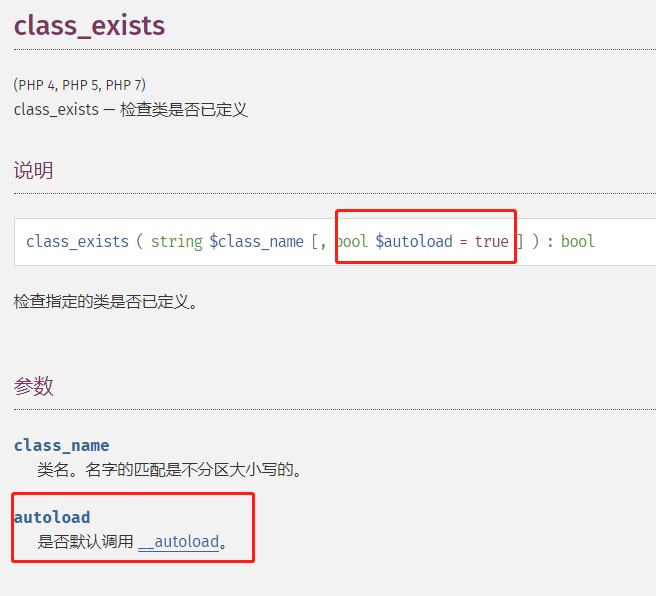 class_exists
(PHP 4, PHP 5, PHP 7)
class_exists — 检查类是否已定义
说明
class_exists ( string $class_name [, bool $autoload = true ] ) : bool
检查指定的类是否已定义。
参数
class_name
类名。名字的匹配是不分区大小写的。
autoload
是否默认调用 __autoload。